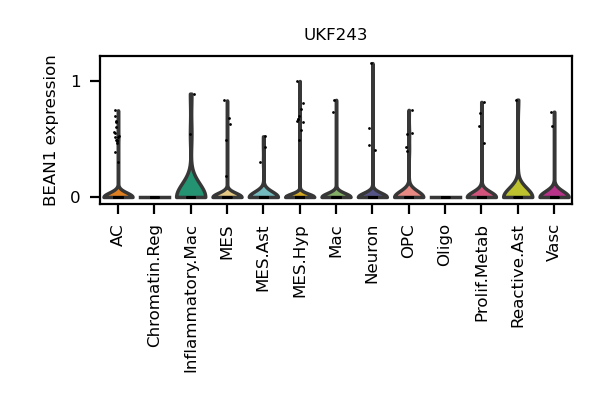 UKF243
BEAN1 expression
1
0
AC
Chromatin.Reg
Inflammatory.Mac
MES
MES.Ast
MES.Hyp
Mac
Neuron
OPC
Oligo
Prolif.Metab
Reactive.Ast
Vasc